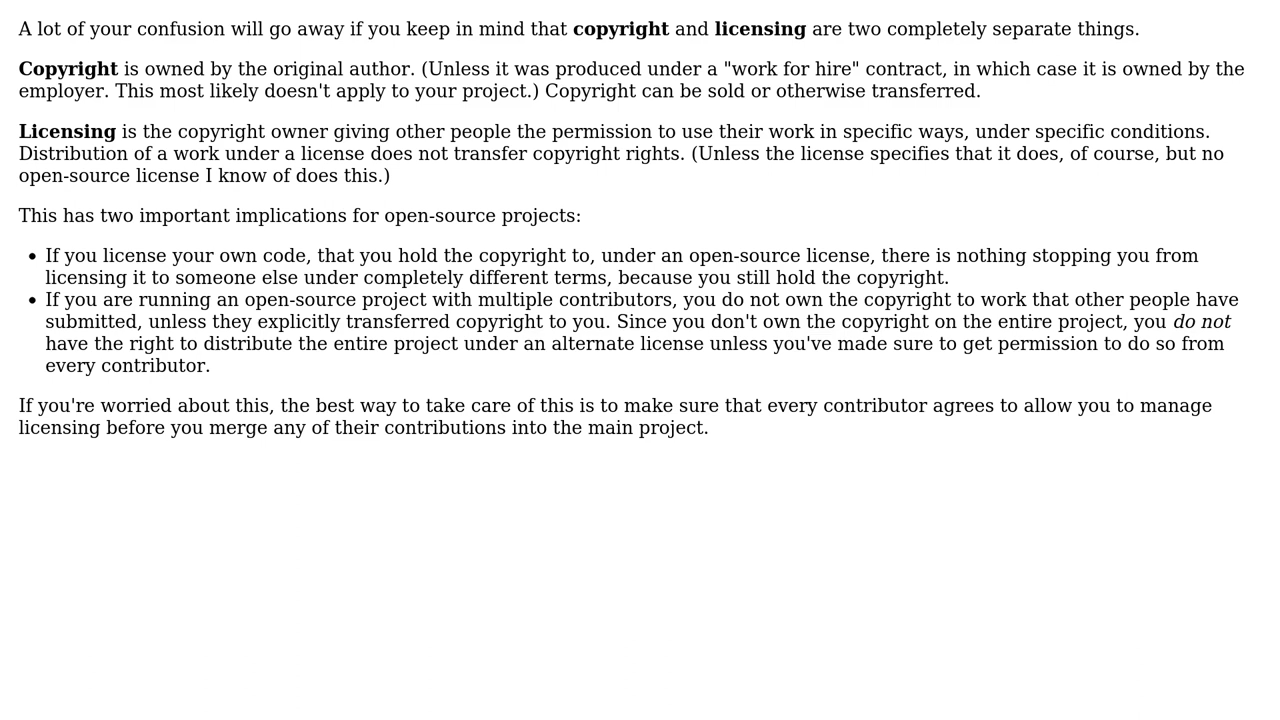 A lot of your confusion will go away if you keep in mind that copyright and licensing are two completely separate things.
Copyright is owned by the original author. (Unless it was produced under a "work for hire" contract, in which case it is owned by the
employer. This most likely doesn't apply to your project.) Copyright can be sold or otherwise transferred.
Licensing is the copyright owner giving other people the permission to use their work in specific ways, under specific conditions.
Distribution of a work under a license does not transfer copyright rights. (Unless the license specifies that it does, of course, but no
open-source license I know of does this.)
This has two important implications for open-source projects:
• If you license your own code, that you hold the copyright to, under an open-source license, there is nothing stopping you from
licensing it to someone else under completely different terms, because you still hold the copyright.
• If you are running an open-source project with multiple contributors, you do not own the copyright to work that other people have
submitted, unless they explicitly transferred copyright to you. Since you don't own the copyright on the entire project, you do not
have the right to distribute the entire project under an alternate license unless you've made sure to get permission to do so from
every contributor.
If you're worried about this, the best way to take care of this is to make sure that every contributor agrees to allow you to manage
licensing before you merge any of their contributions into the main project.